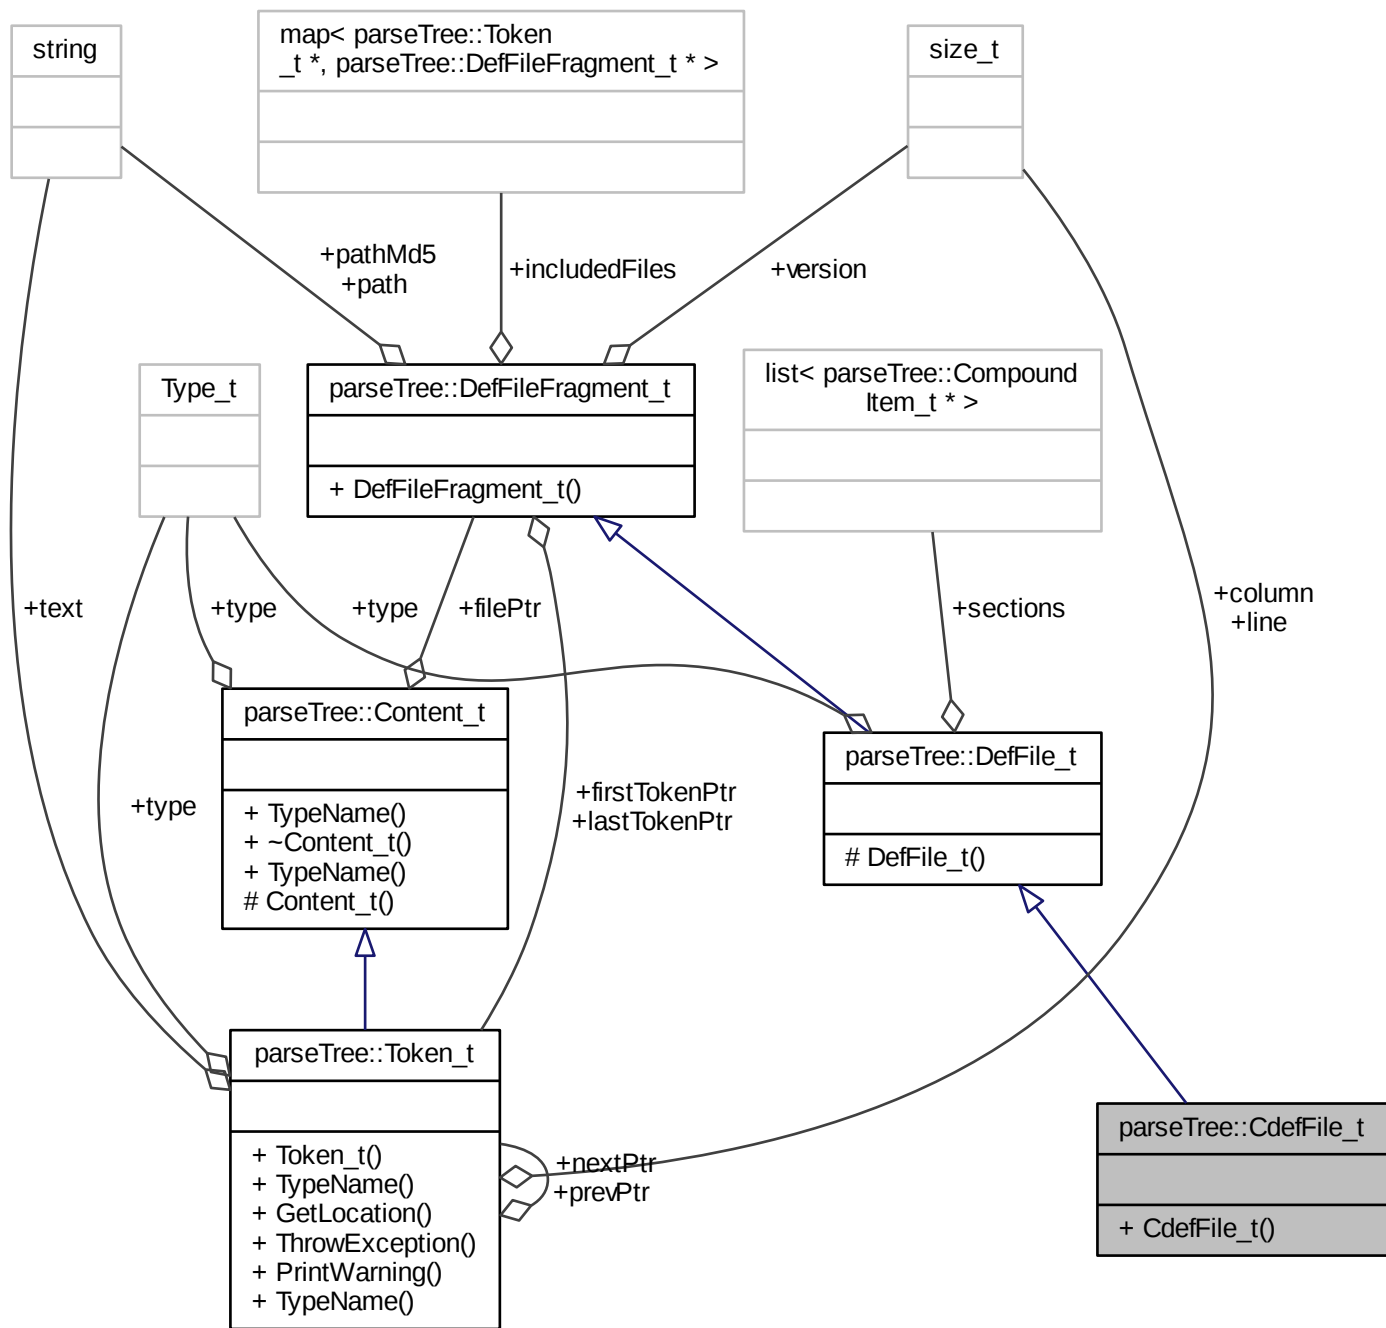 string
map< parseTree::Token
_t *, parseTree::DefFileFragment_t * >
size_t
+pathMd5
+path
+includedFiles
+version
Type_t
parseTree::DefFileFragment_t
+ DefFileFragment_t()
list< parseTree::Compound
Item_t * >
+text
+type
+type
+filePtr
+sections
+column
+line
parseTree::Content_t
+ TypeName()
+ ~Content_t()
+ TypeName()
# Content_t()
+type
+firstTokenPtr
+lastTokenPtr
parseTree::DefFile_t
# DefFile_t()
parseTree::Token_t
+ Token_t()
+ TypeName()
+ GetLocation()
+ ThrowException()
+ PrintWarning()
+ TypeName()
+nextPtr
+prevPtr
parseTree::CdefFile_t
+ CdefFile_t()